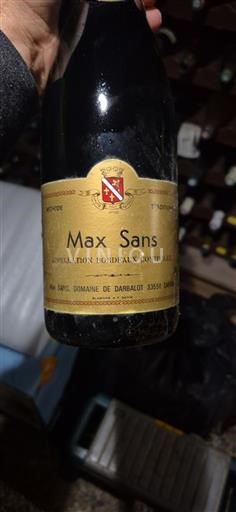 MÉTHODE TRADITIONNELLE
Max Sans
APPELLATION BORDEAUX CONTRÔLÉE
Max SANS, DOMAINE DE DARBALOT 33550